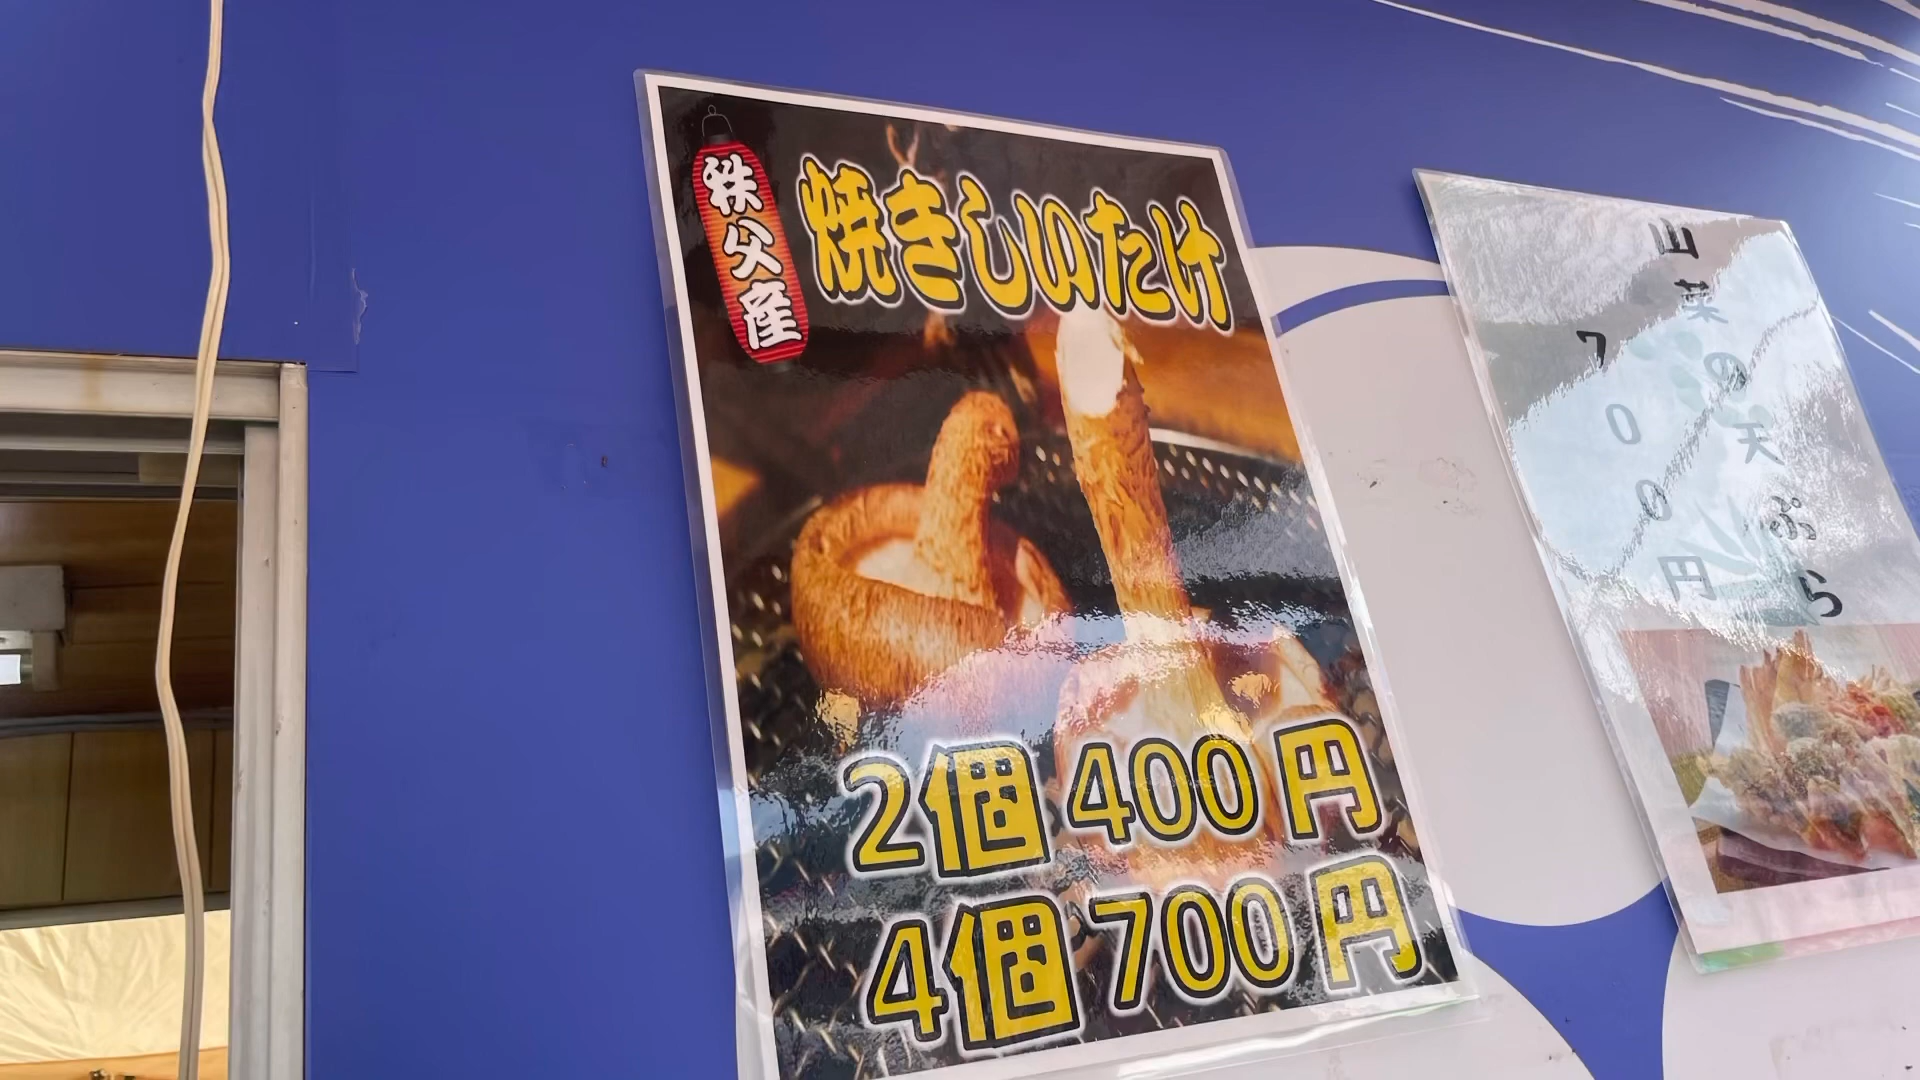 秩父産
焼きしいたけ
2個 400円
4個 700円
山菜の天ぷら
700円